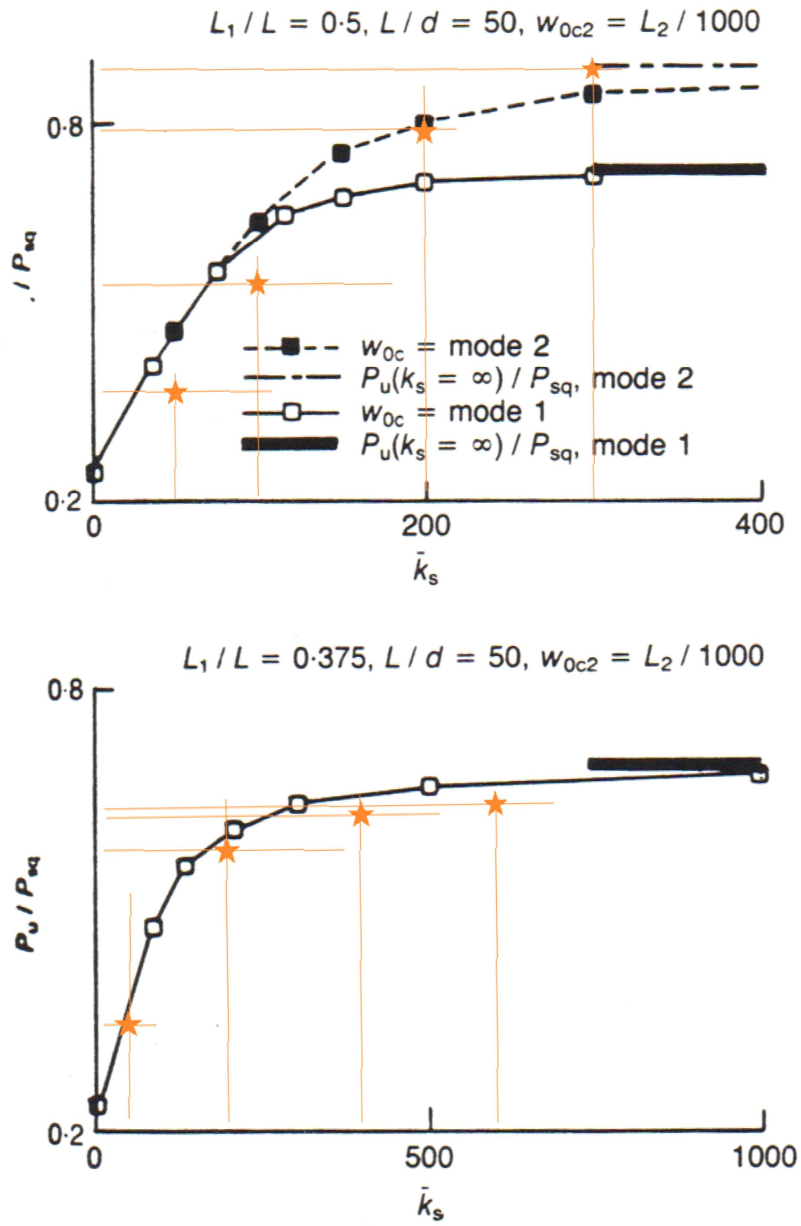 L₁ / L = 0·5, L / d = 50, w₀c₂ = L₂ / 1000
0·8
/ Psq
w₀c = mode 2
Pᵤ(kₛ = ∞) / Psq, mode 2
w₀c = mode 1
Pᵤ(kₛ = ∞) / Psq, mode 1
0·2
0 200 400
k̄ₛ
L₁ / L = 0·375, L / d = 50, w₀c₂ = L₂ / 1000
0·8
Pᵤ / Psq
0·2
0 500 1000
k̄ₛ